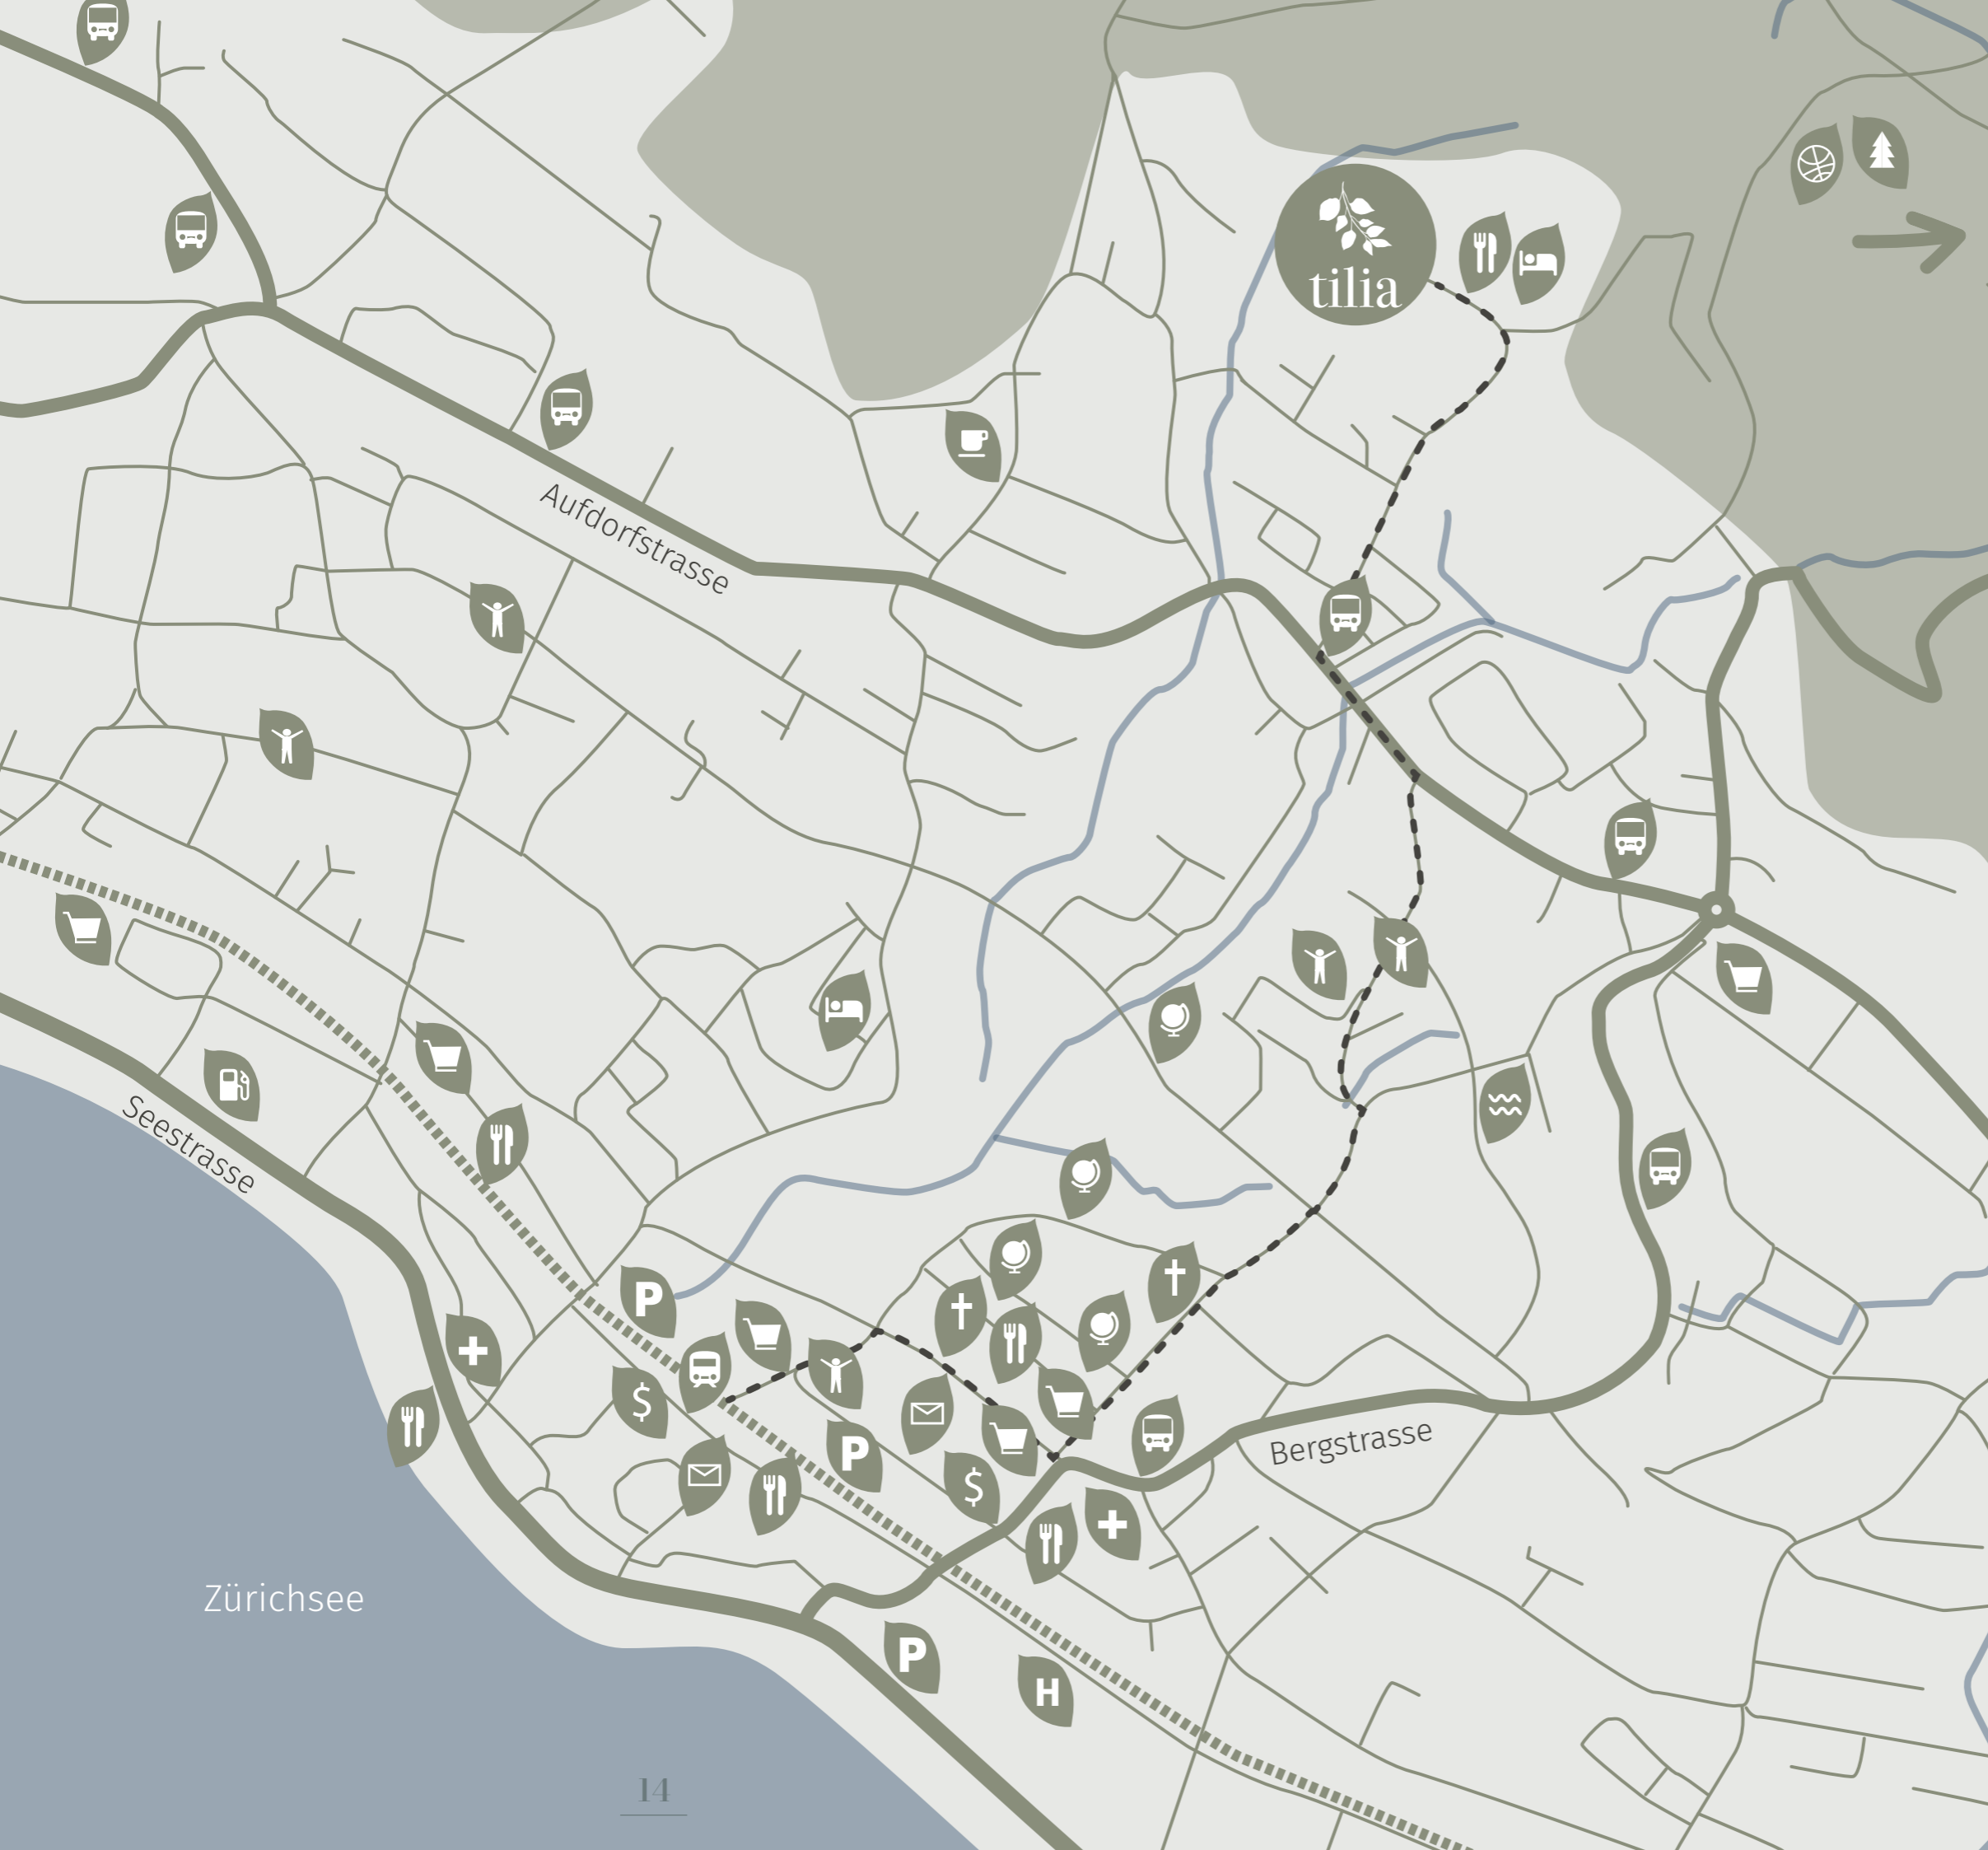 tilia
Aufdorfstrasse
Seestrasse
P
$
P
$
Bergstrasse
Zürichsee
P
H
14